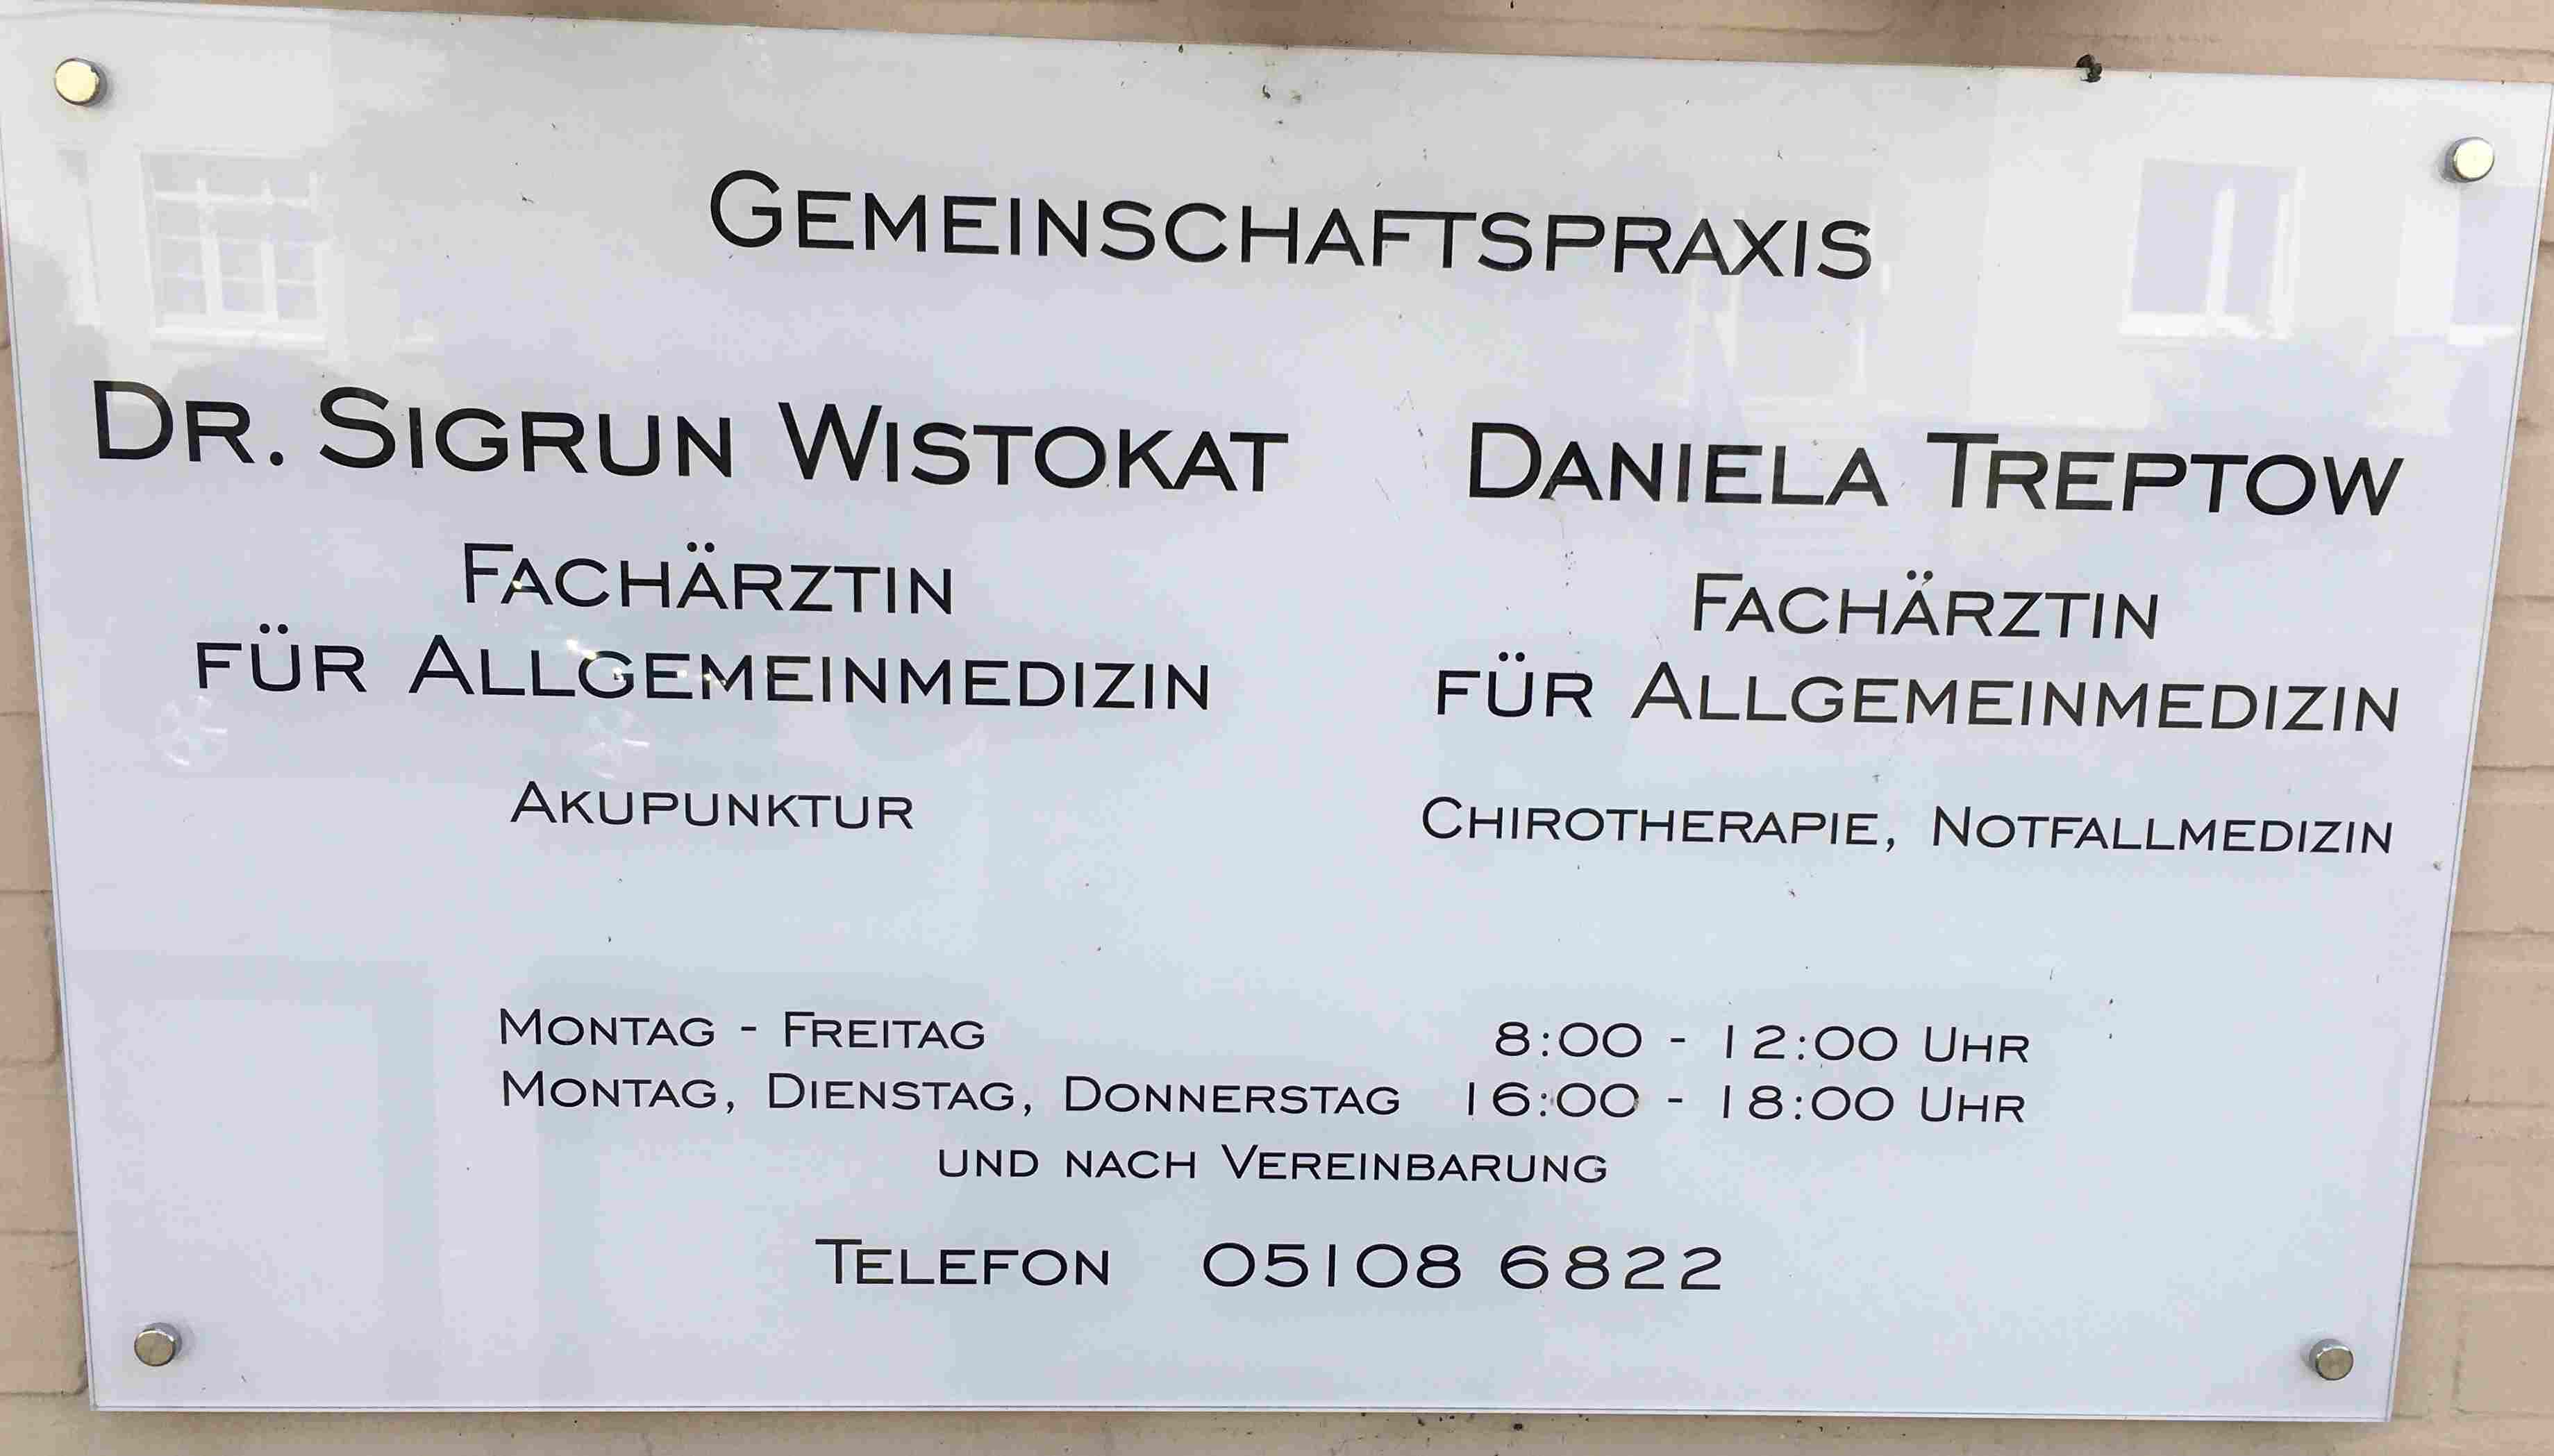 Gemeinschaftspraxis
Dr. Sigrun Wistokat
Fachärztin
für Allgemeinmedizin
Akupunktur
Daniela Treptow
Fachärztin
für Allgemeinmedizin
Chirotherapie, Notfallmedizin
Montag - Freitag 8:00 - 12:00 Uhr
Montag, Dienstag, Donnerstag 16:00 - 18:00 Uhr
und nach Vereinbarung
Telefon 05108 6822